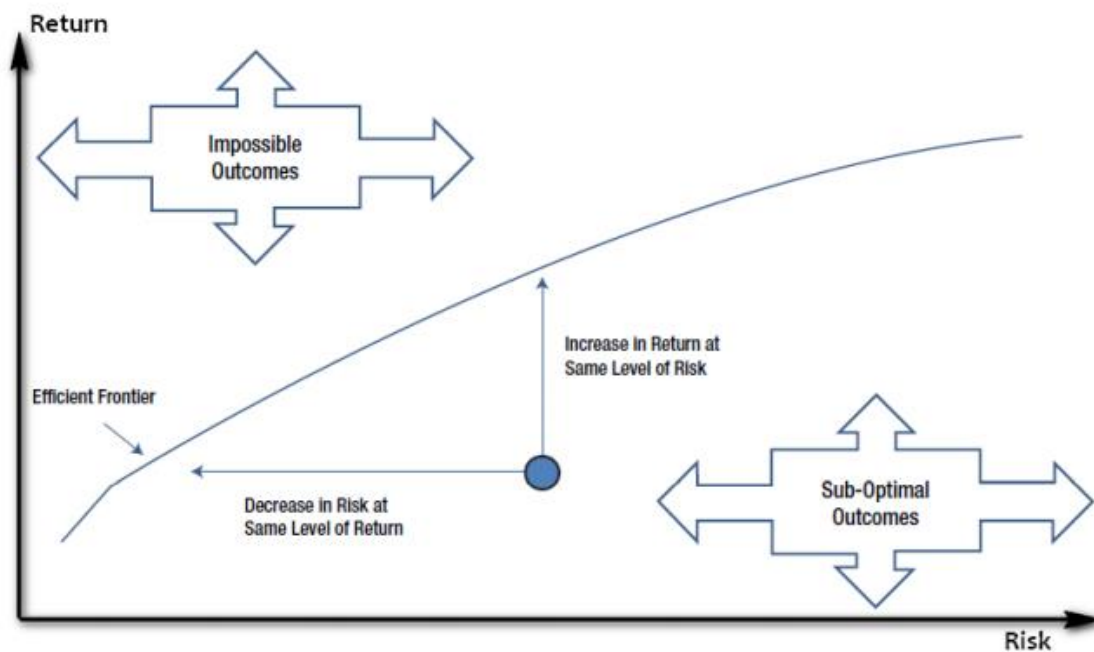 Return
Impossible
Outcomes
Increase in Return at
Same Level of Risk
Efficient Frontier
Decrease in Risk at
Same Level of Return
Sub-Optimal
Outcomes
Risk